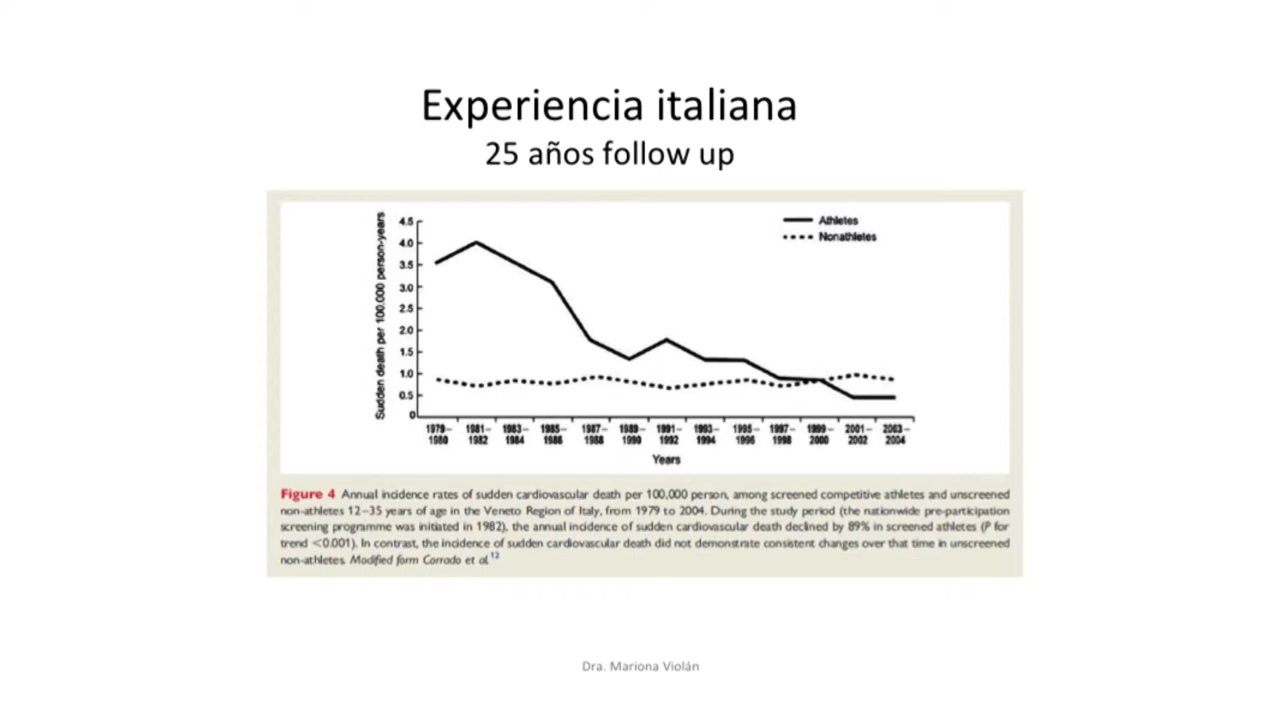 Experiencia italiana
25 años follow up
Sudden death per 100.000 person-years
4.5
4.0
3.5
3.0
2.5
2.0
1.5
1.0
0.5
0
Athletes
Nonathletes
1979– 1981– 1983– 1985– 1987– 1989– 1991– 1993– 1995– 1997– 1999– 2001– 2003–
1980 1982 1984 1986 1988 1990 1992 1994 1996 1998 2000 2002 2004
Years
Figure 4 Annual incidence rates of sudden cardiovascular death per 100,000 person, among screened competitive athletes and unscreened
non-athletes 12–35 years of age in the Veneto Region of Italy, from 1979 to 2004. During the study period (the nationwide pre-participation
screening programme was initiated in 1982), the annual incidence of sudden cardiovascular death declined by 89% in screened athletes (P for
trend <0.001). In contrast, the incidence of sudden cardiovascular death did not demonstrate consistent changes over that time in unscreened
non-athletes. Modified form Corrado et al.12
Dra. Mariona Violán